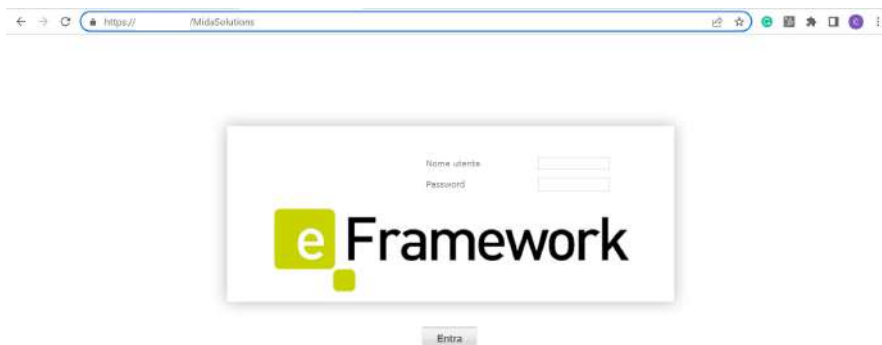 https:// /MidaSolutions
Nome utente
Password
e Framework
Entra